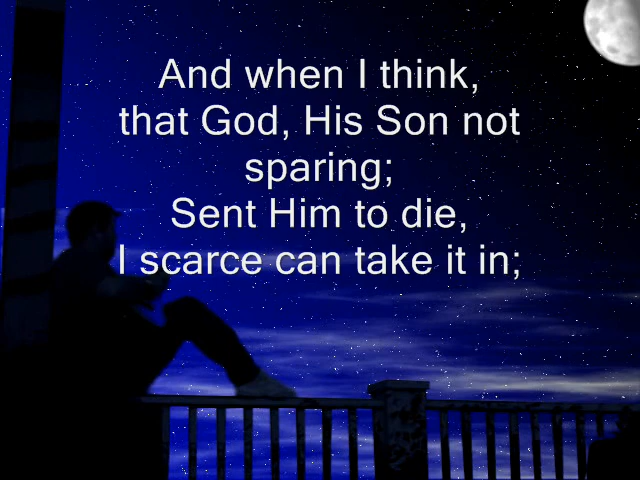 And when I think,
that God, His Son not
sparing;
Sent Him to die,
I scarce can take it in;